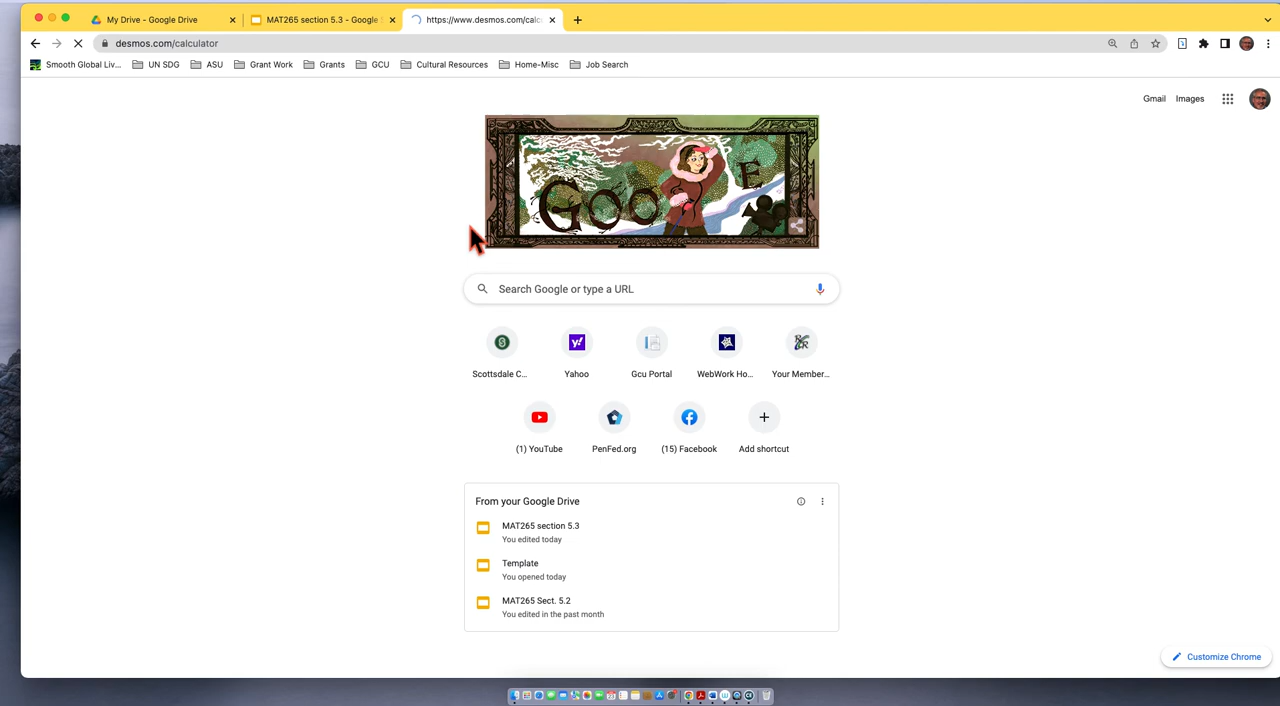 My Drive - Google Drive
MAT265 section 5.3 - Google S
https://www.desmos.com/calc
desmos.com/calculator
Smooth Global Liv...
UN SDG
ASU
Grant Work
Grants
GCU
Cultural Resources
Home-Misc
Job Search
Gmail
Images
GOO E
Search Google or type a URL
Scottsdale C...
Yahoo
Gcu Portal
WebWork Ho...
Your Member...
(1) YouTube
PenFed.org
(15) Facebook
Add shortcut
From your Google Drive
MAT265 section 5.3
You edited today
Template
You opened today
MAT265 Sect. 5.2
You edited in the past month
Customize Chrome